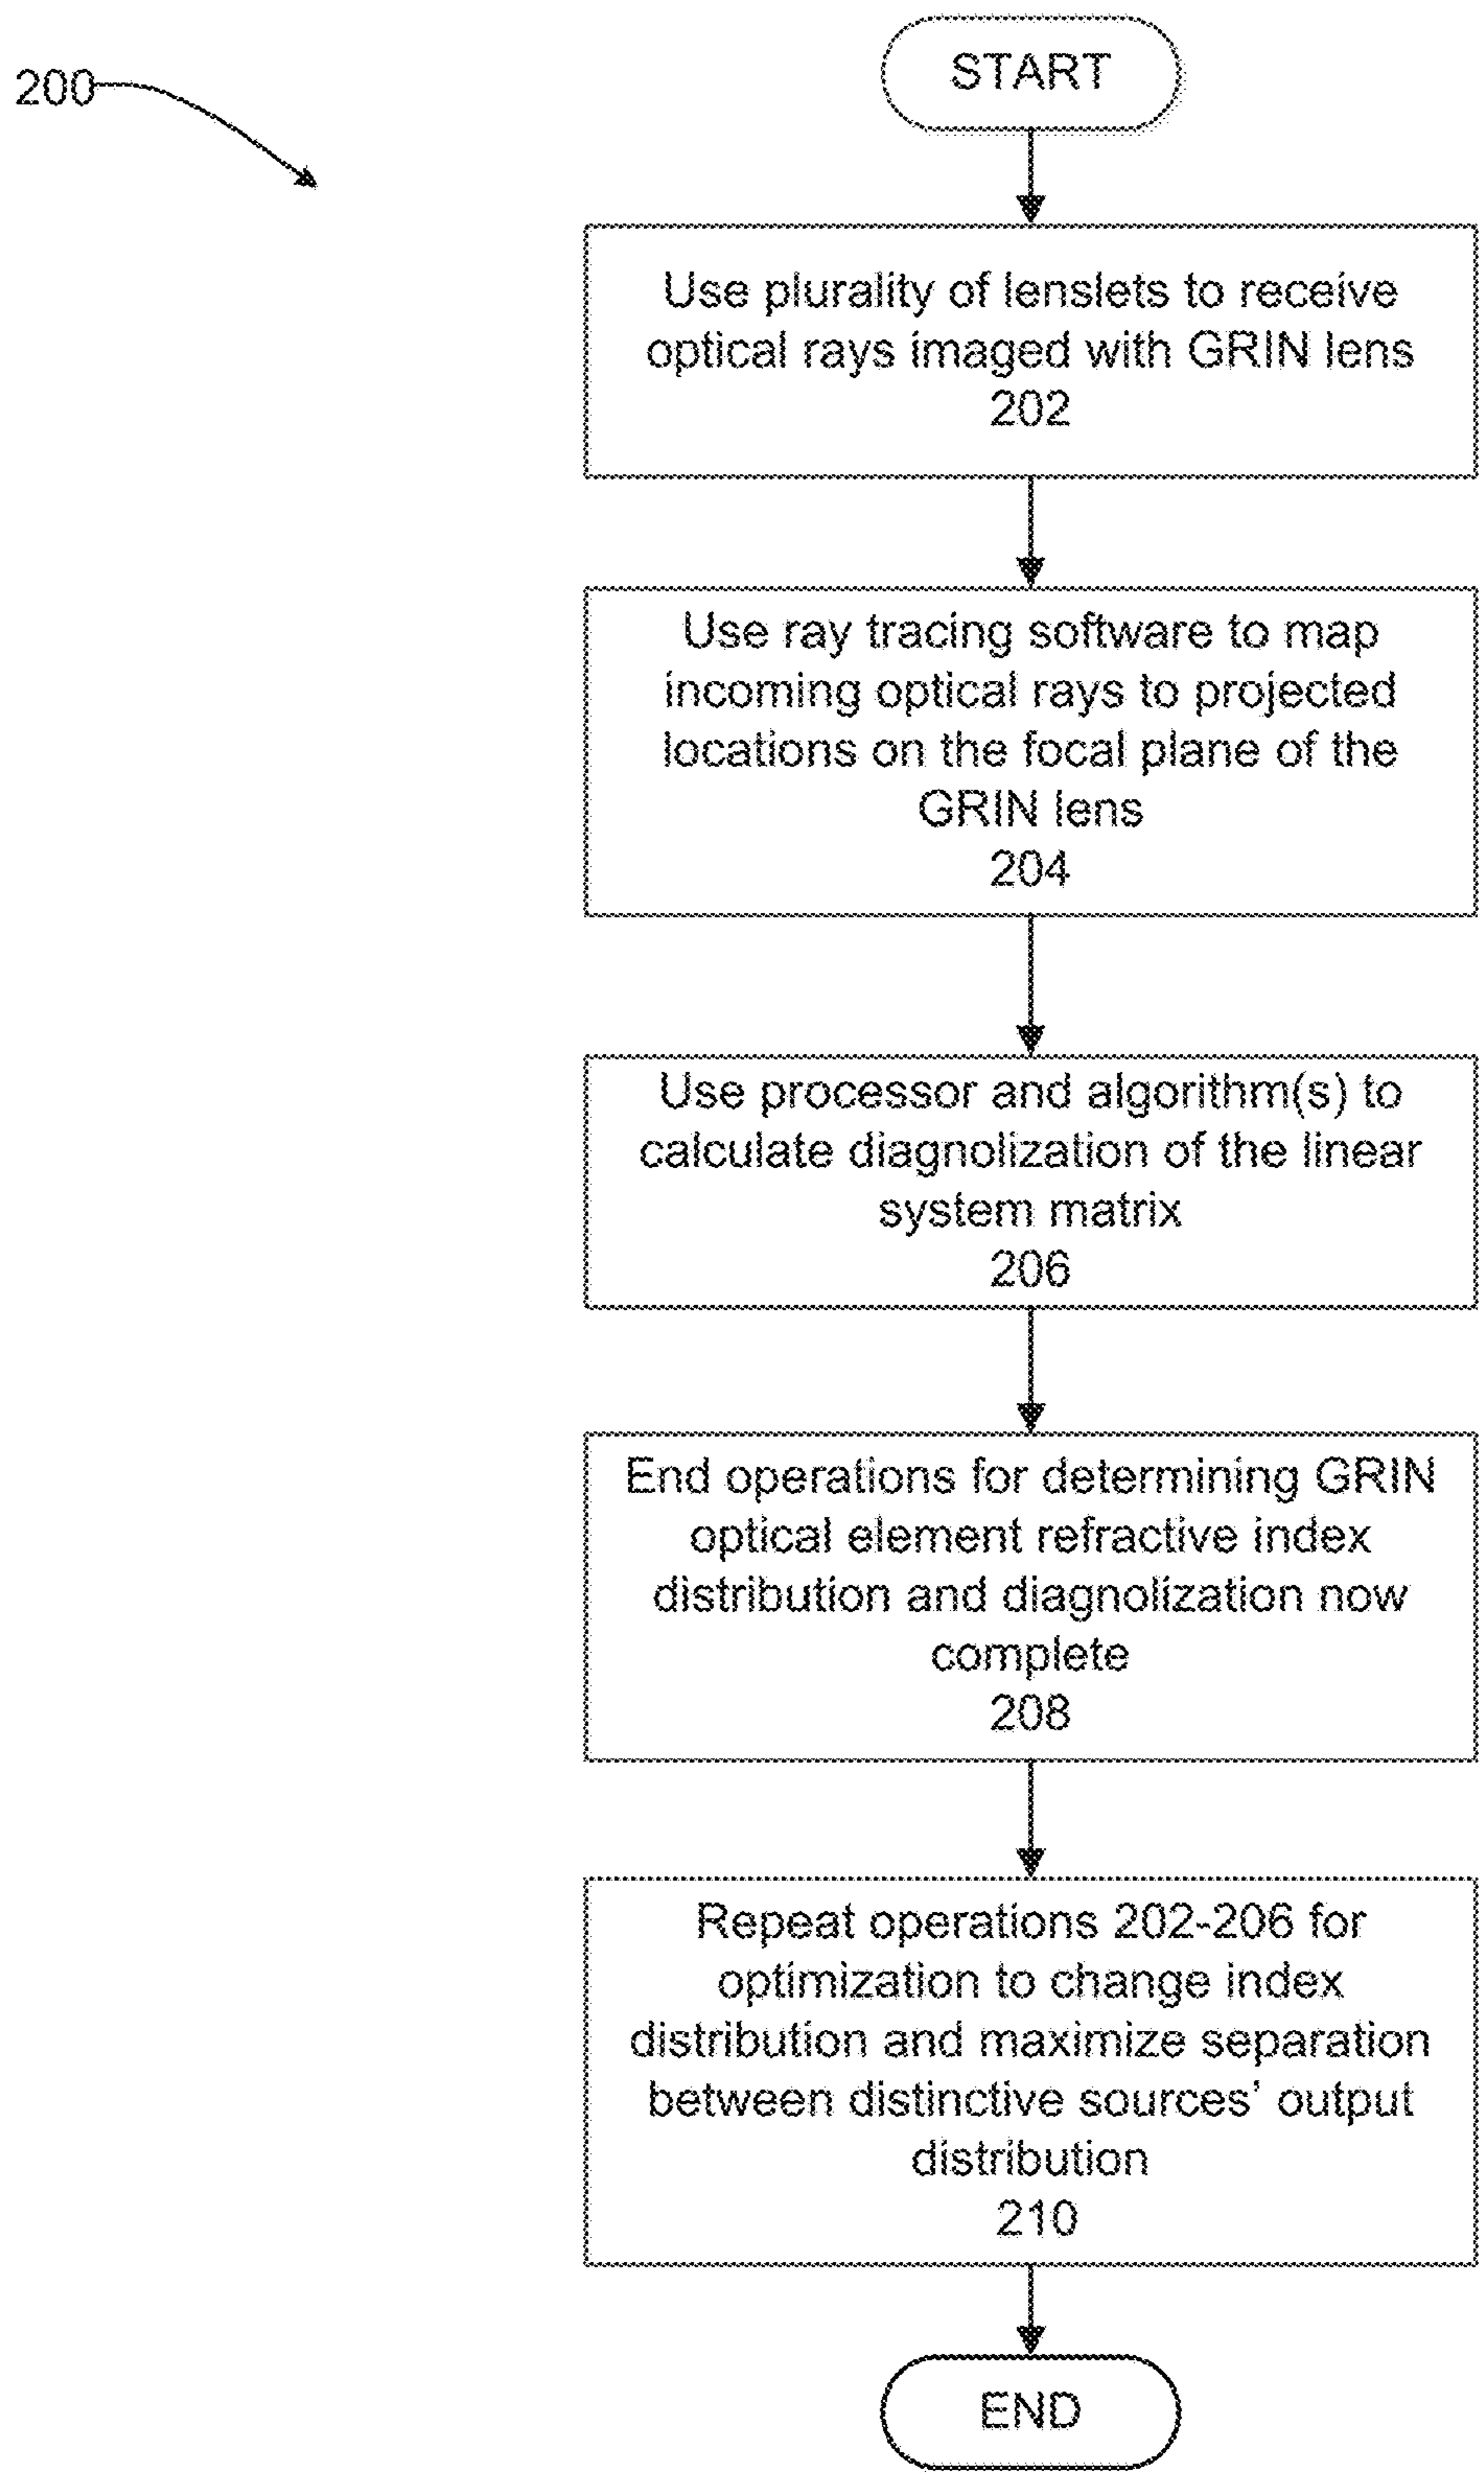 200
START
Use plurality of lenslets to receive
optical rays imaged with GRIN lens
202
Use ray tracing software to map
incoming optical rays to projected
locations on the focal plane of the
GRIN lens
204
Use processor and algorithm(s) to
calculate diagnolization of the linear
system matrix
206
End operations for determining GRIN
optical element refractive index
distribution and diagnolization now
complete
208
Repeat operations 202-206 for
optimization to change index
distribution and maximize separation
between distinctive sources’ output
distribution
210
END